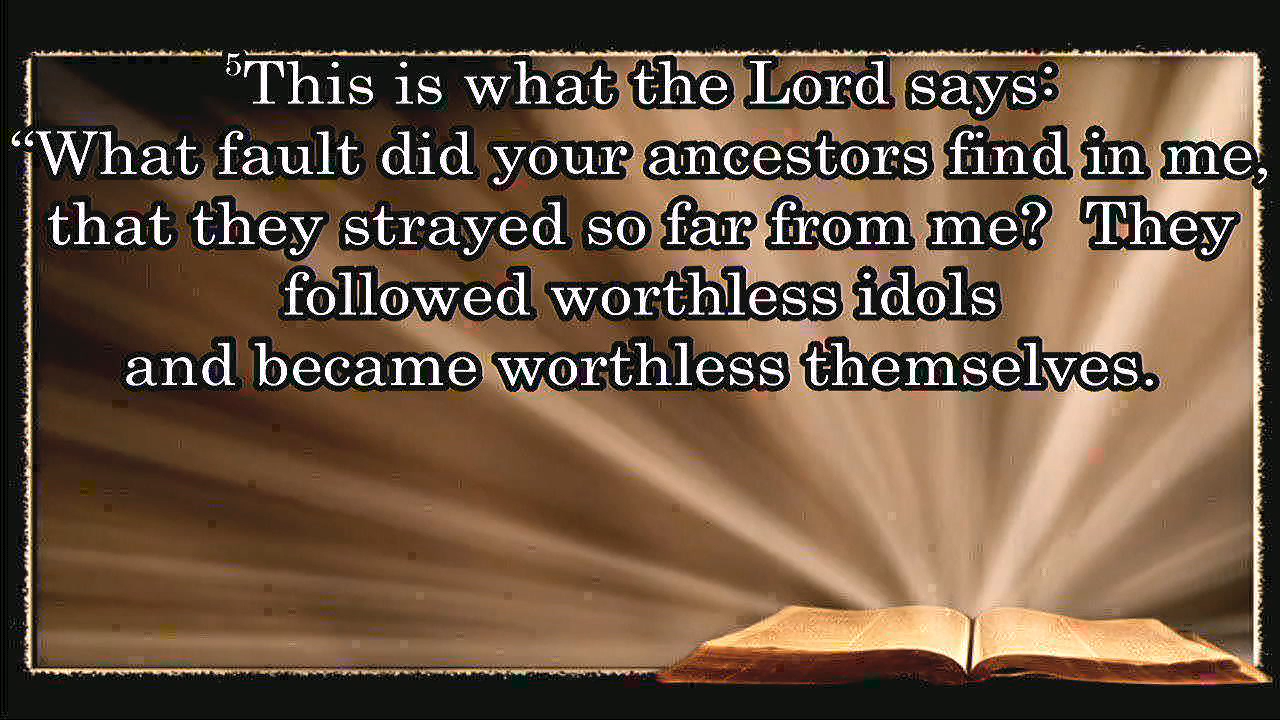 ⁵This is what the Lord says:
“What fault did your ancestors find in me,
that they strayed so far from me?  They
followed worthless idols
and became worthless themselves.